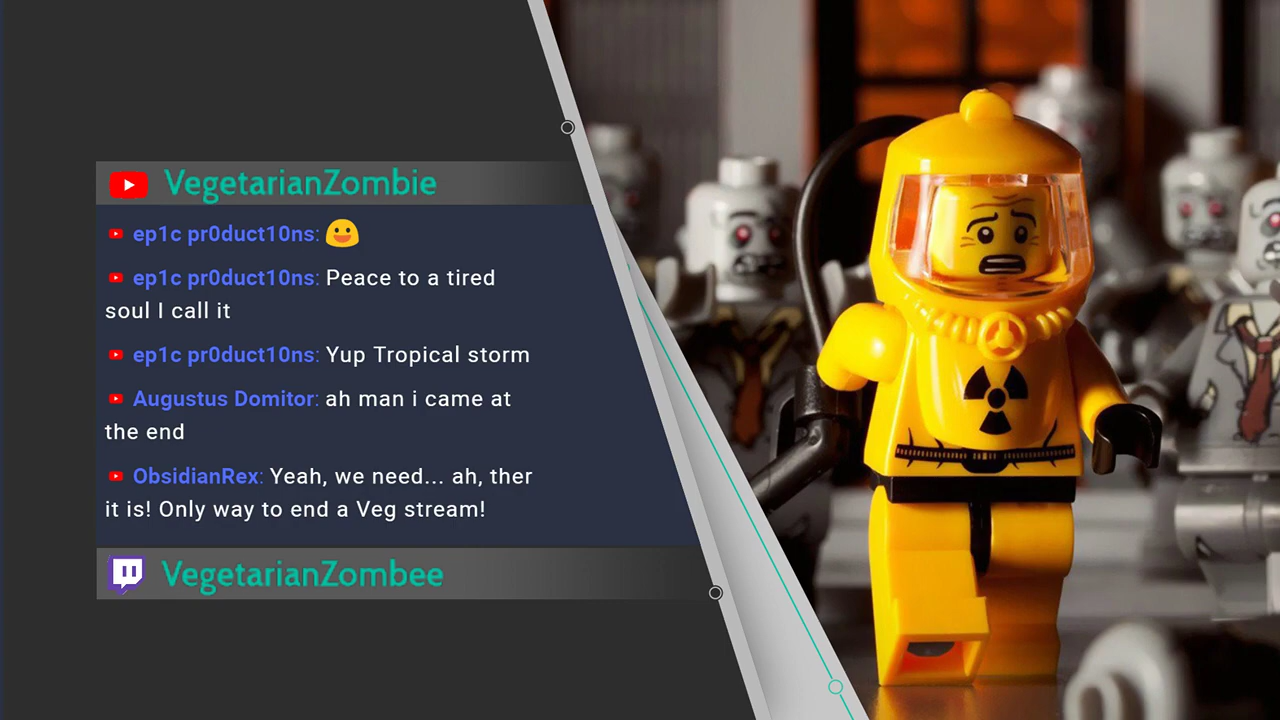 VegetarianZombie
ep1c pr0duct10ns: 😃
ep1c pr0duct10ns: Peace to a tired
soul I call it
ep1c pr0duct10ns: Yup Tropical storm
Augustus Domitor: ah man i came at
the end
ObsidianRex: Yeah, we need... ah, ther
it is! Only way to end a Veg stream!
VegetarianZombee